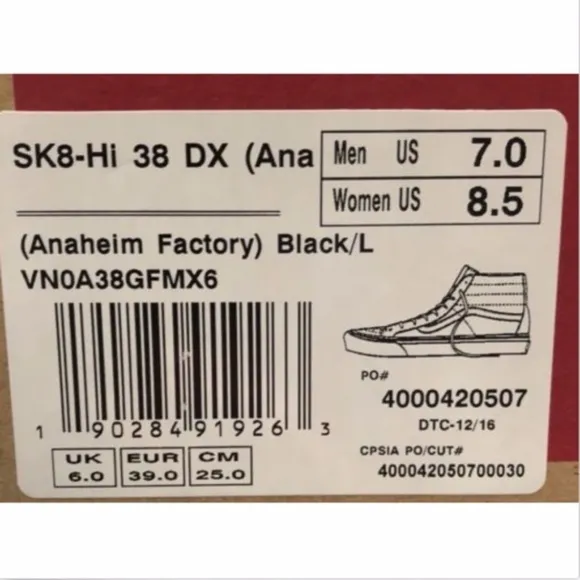 SK8-Hi 38 DX (Ana
Men US 7.0
Women US 8.5
(Anaheim Factory) Black/L
VN0A38GFMX6
1 90284 91926 3
UK 6.0
EUR 39.0
CM 25.0
PO#
4000420507
DTC-12/16
CPSIA PO/CUT#
400042050700030